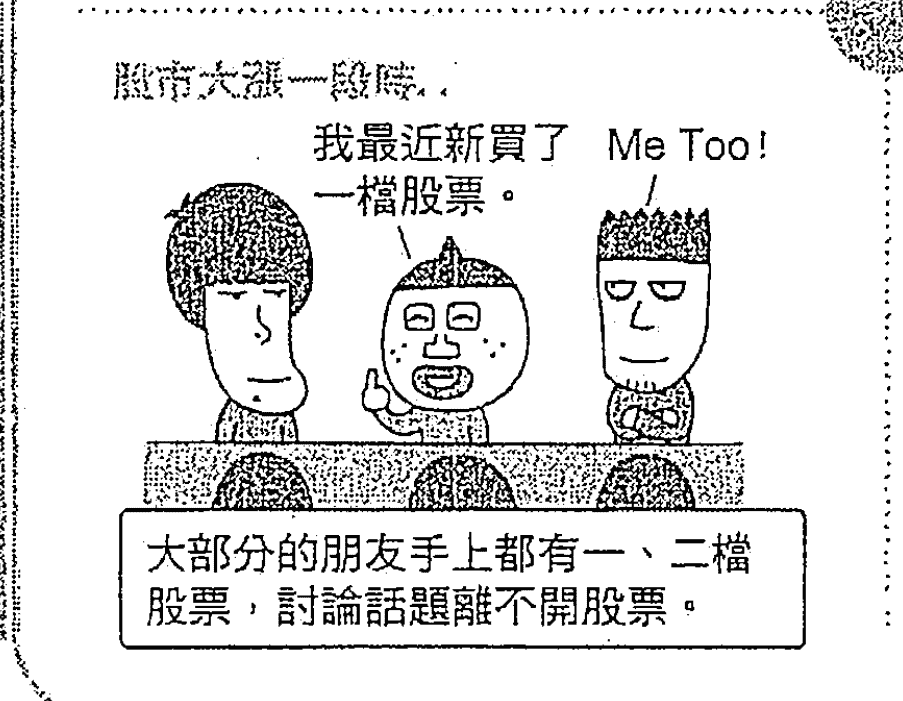 股市大漲一段時..
我最近新買了
一檔股票。
Me Too!
大部分的朋友手上都有一、二檔
股票，討論話題離不開股票。